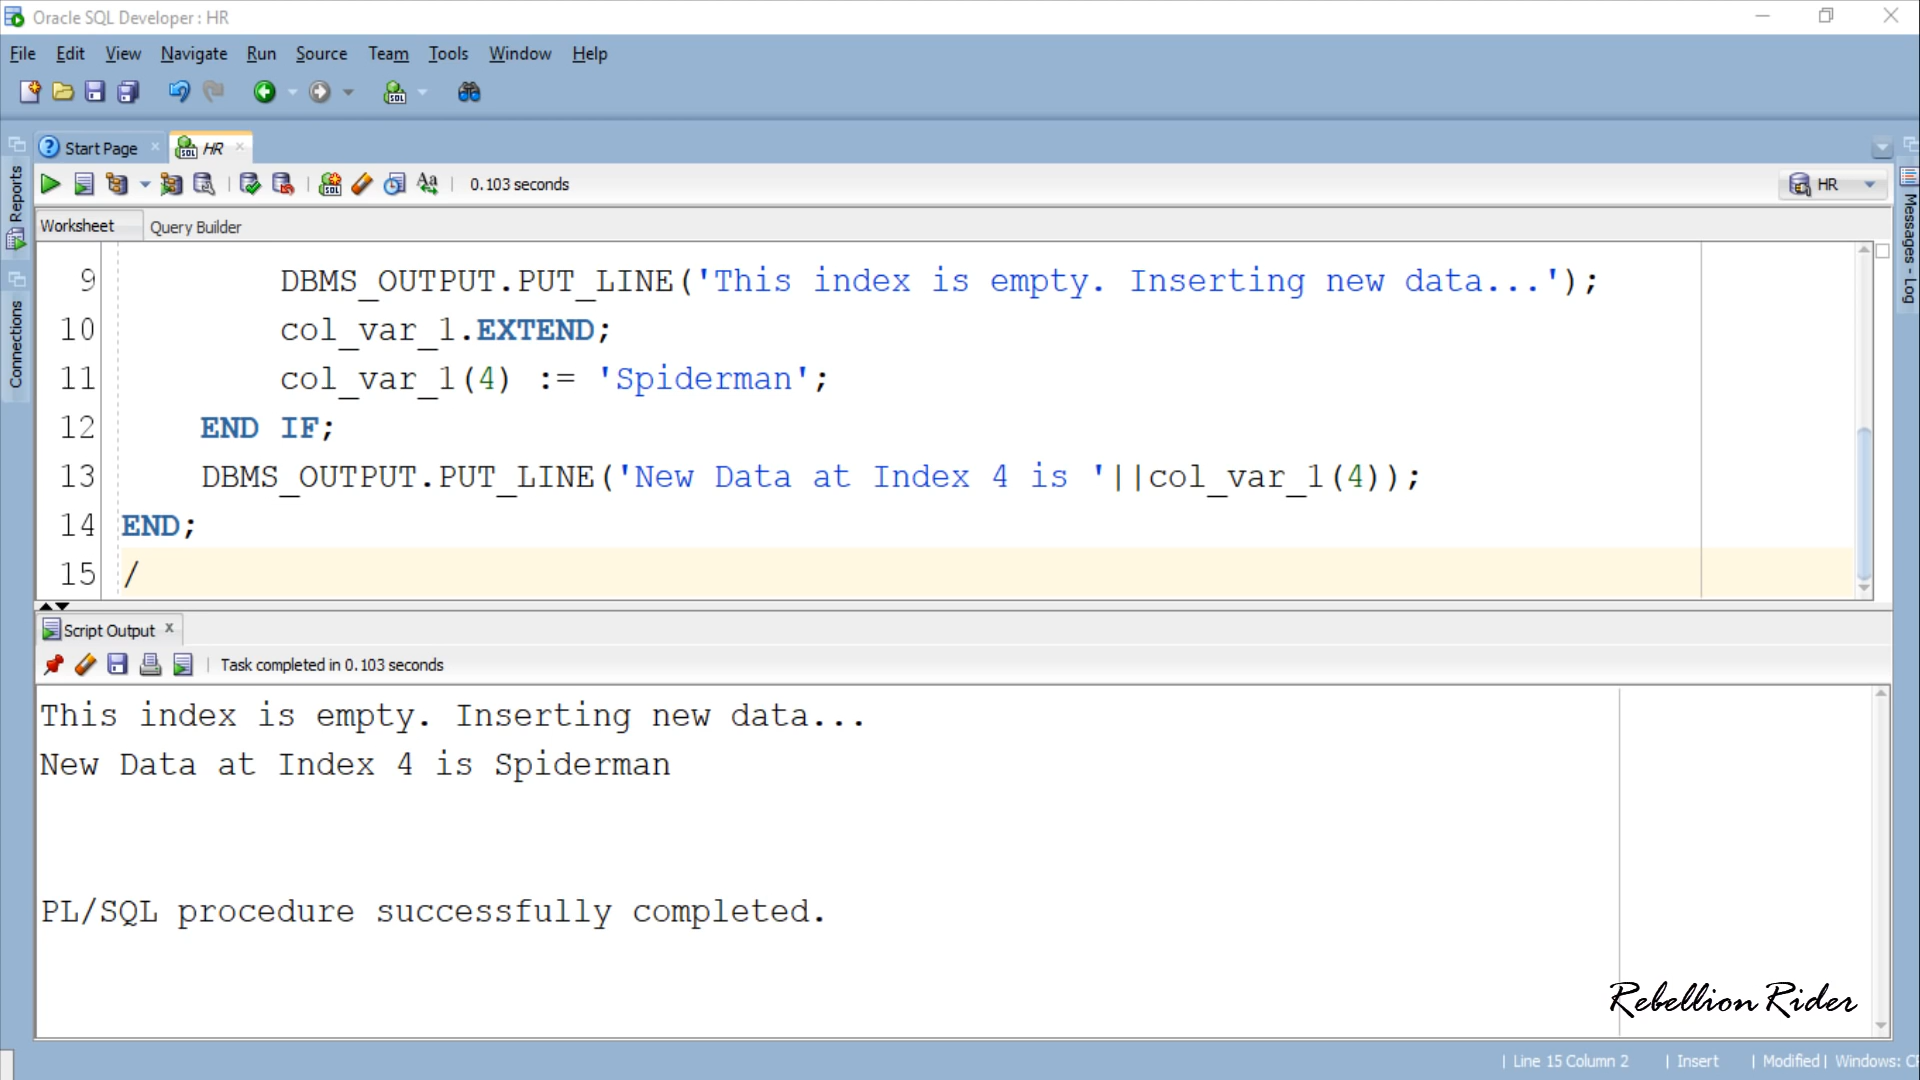 Oracle SQL Developer : HR
File Edit View Navigate Run Source Team Tools Window Help
Start Page HR
0.103 seconds
HR
Worksheet Query Builder
9 DBMS_OUTPUT.PUT_LINE('This index is empty. Inserting new data...');
10 col_var_1.EXTEND;
11 col_var_1(4) := 'Spiderman';
12 END IF;
13 DBMS_OUTPUT.PUT_LINE('New Data at Index 4 is '||col_var_1(4));
14 END;
15 /
Script Output
Task completed in 0.103 seconds
This index is empty. Inserting new data...
New Data at Index 4 is Spiderman
PL/SQL procedure successfully completed.
Reports
Connections
Messages - Log
Rebellion Rider
Line 15 Column 2 | Insert | Modified | Windows: C